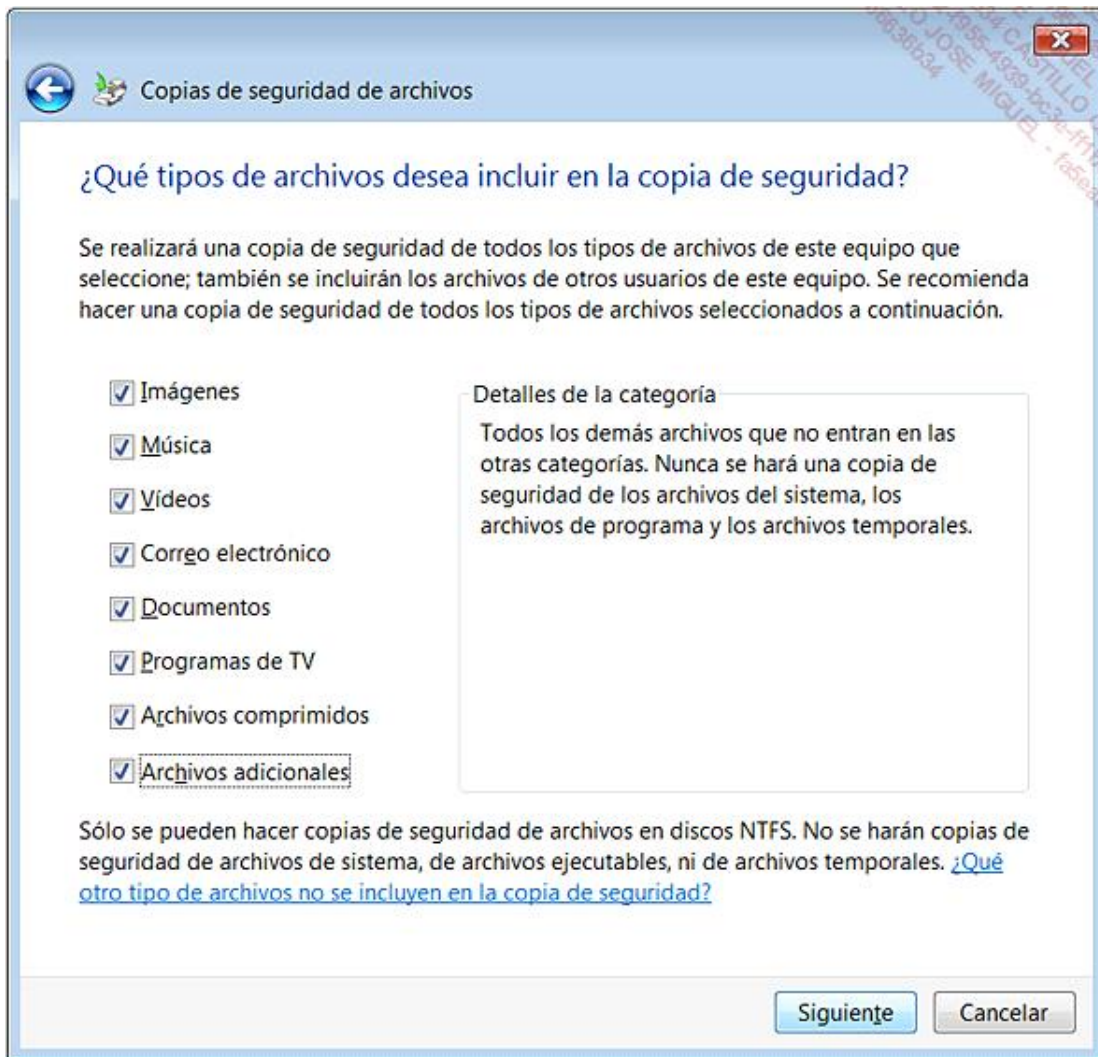 Copias de seguridad de archivos
¿Qué tipos de archivos desea incluir en la copia de seguridad?
Se realizará una copia de seguridad de todos los tipos de archivos de este equipo que
seleccione; también se incluirán los archivos de otros usuarios de este equipo. Se recomienda
hacer una copia de seguridad de todos los tipos de archivos seleccionados a continuación.
Imágenes
Música
Vídeos
Correo electrónico
Documentos
Programas de TV
Archivos comprimidos
Archivos adicionales
Detalles de la categoría
Todos los demás archivos que no entran en las
otras categorías. Nunca se hará una copia de
seguridad de los archivos del sistema, los
archivos de programa y los archivos temporales.
Sólo se pueden hacer copias de seguridad de archivos en discos NTFS. No se harán copias de
seguridad de archivos de sistema, de archivos ejecutables, ni de archivos temporales. ¿Qué
otro tipo de archivos no se incluyen en la copia de seguridad?
Siguiente
Cancelar